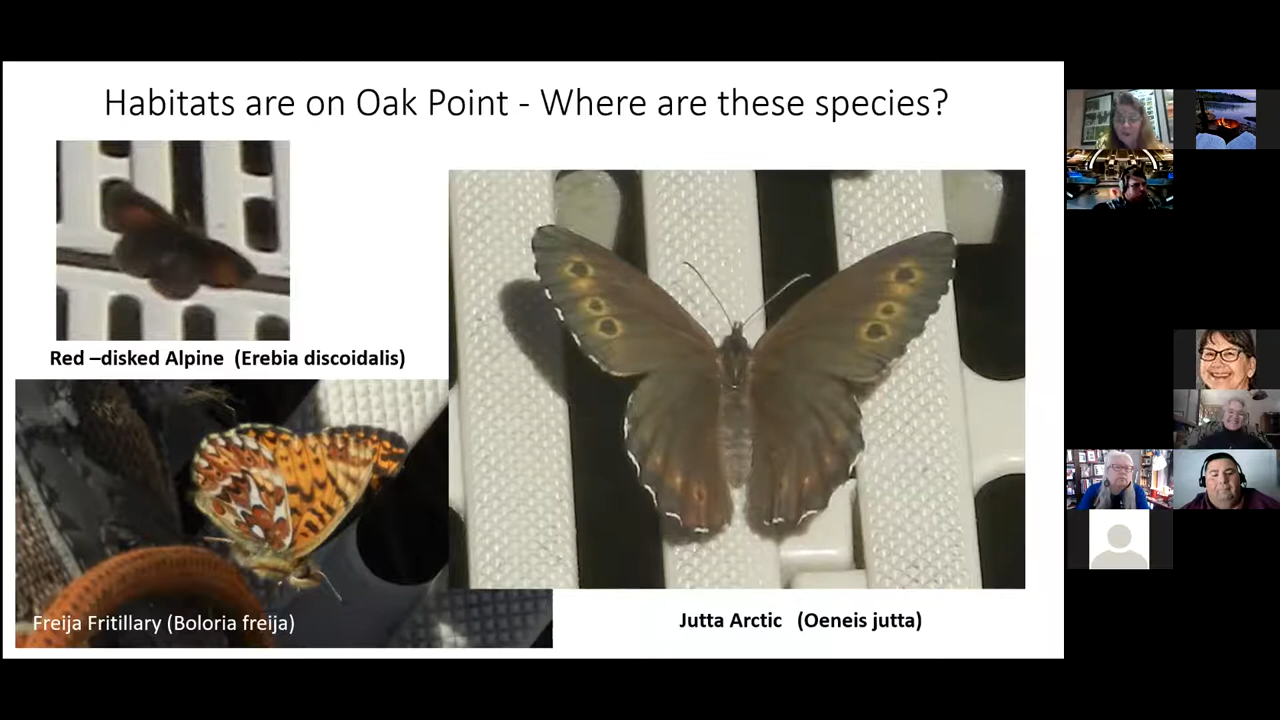 Habitats are on Oak Point - Where are these species?
Red –disked Alpine (Erebia discoidalis)
Freija Fritillary (Boloria freija)
Jutta Arctic (Oeneis jutta)